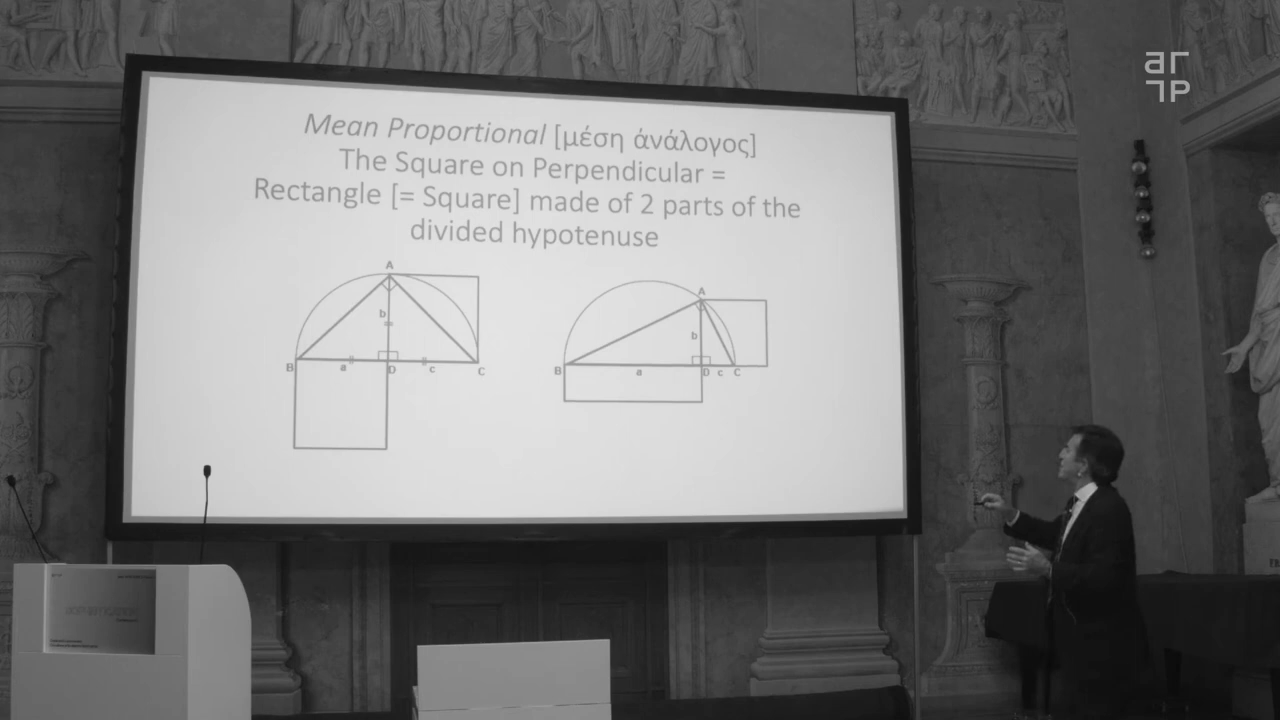 Mean Proportional [μέση ἀνάλογος]
The Square on Perpendicular =
Rectangle [= Square] made of 2 parts of the
divided hypotenuse
A
b
B
a
D
c
C
A
b
B
a
D
c
C